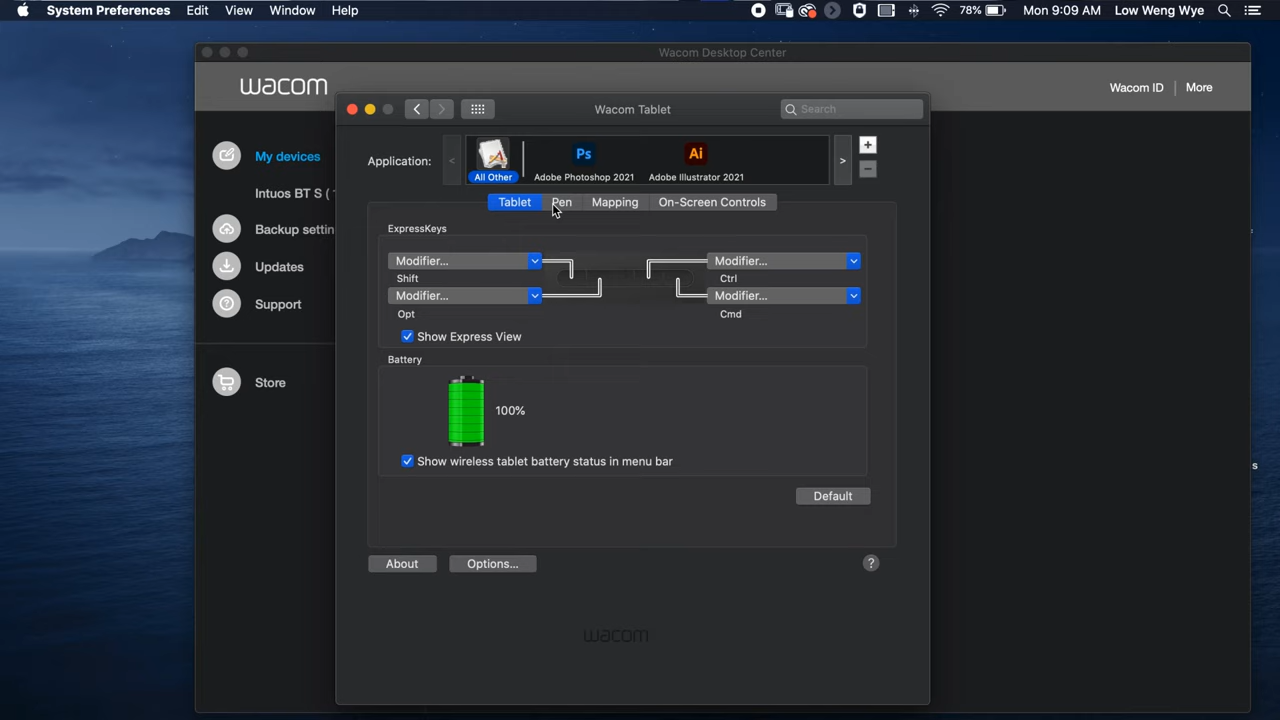 System Preferences Edit View Window Help 78% Mon 9:09 AM Low Weng Wye
Wacom Desktop Center
wacom Wacom ID More
Wacom Tablet Search
My devices
Intuos BT S (
Backup settin
Updates
Support
Store
Application: < > + −
All Other
Ps Adobe Photoshop 2021
Ai Adobe Illustrator 2021
Tablet Pen Mapping On-Screen Controls
ExpressKeys
Modifier... Modifier...
Shift Ctrl
Modifier... Modifier...
Opt Cmd
Show Express View
Battery
100%
Show wireless tablet battery status in menu bar
Default
About Options... ?
wacom